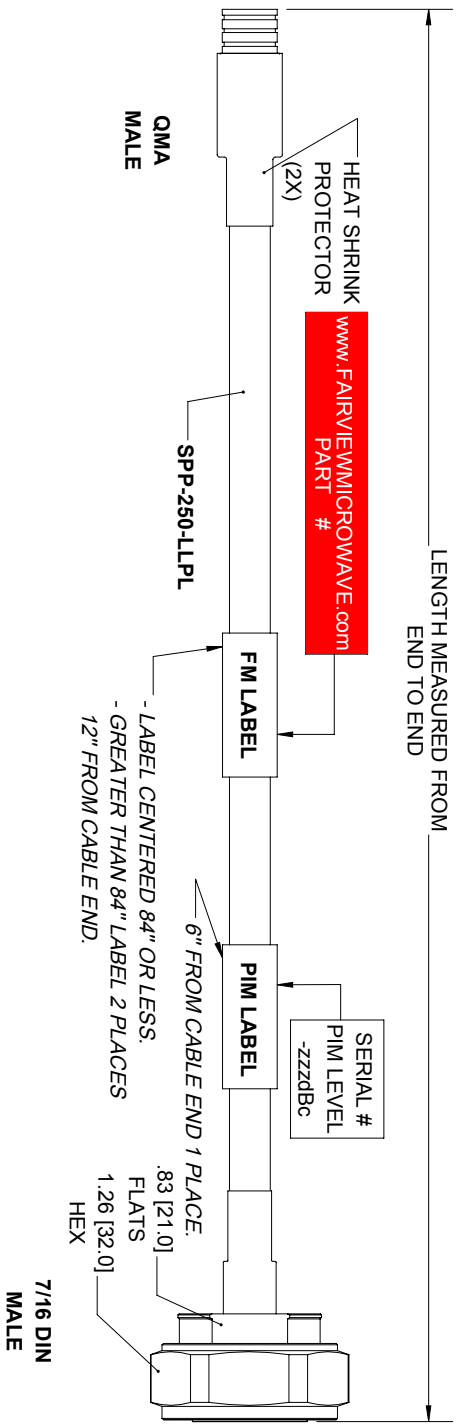 LENGTH MEASURED FROM
END TO END
HEAT SHRINK
PROTECTOR
(2X)
www.FAIRVIEWMICROWAVE.com
PART #
SERIAL #
PIM LEVEL
-zzzdBc
FM LABEL
PIM LABEL
QMA
MALE
SPP-250-LLPL
- LABEL CENTERED 84" OR LESS.
- GREATER THAN 84" LABEL 2 PLACES
12" FROM CABLE END.
6" FROM CABLE END 1 PLACE.
.83 [21.0]
FLATS
1.26 [32.0]
HEX
7/16 DIN
MALE